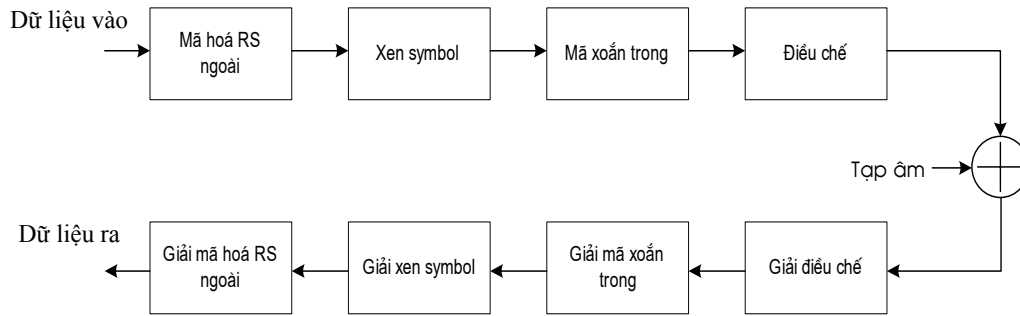 Dữ liệu vào
Mã hoá RS
ngoài
Xen symbol
Mã xoắn trong
Điều chế
Tạp âm
Dữ liệu ra
Giải mã hoá RS
ngoài
Giải xen symbol
Giải mã xoắn
trong
Giải điều chế